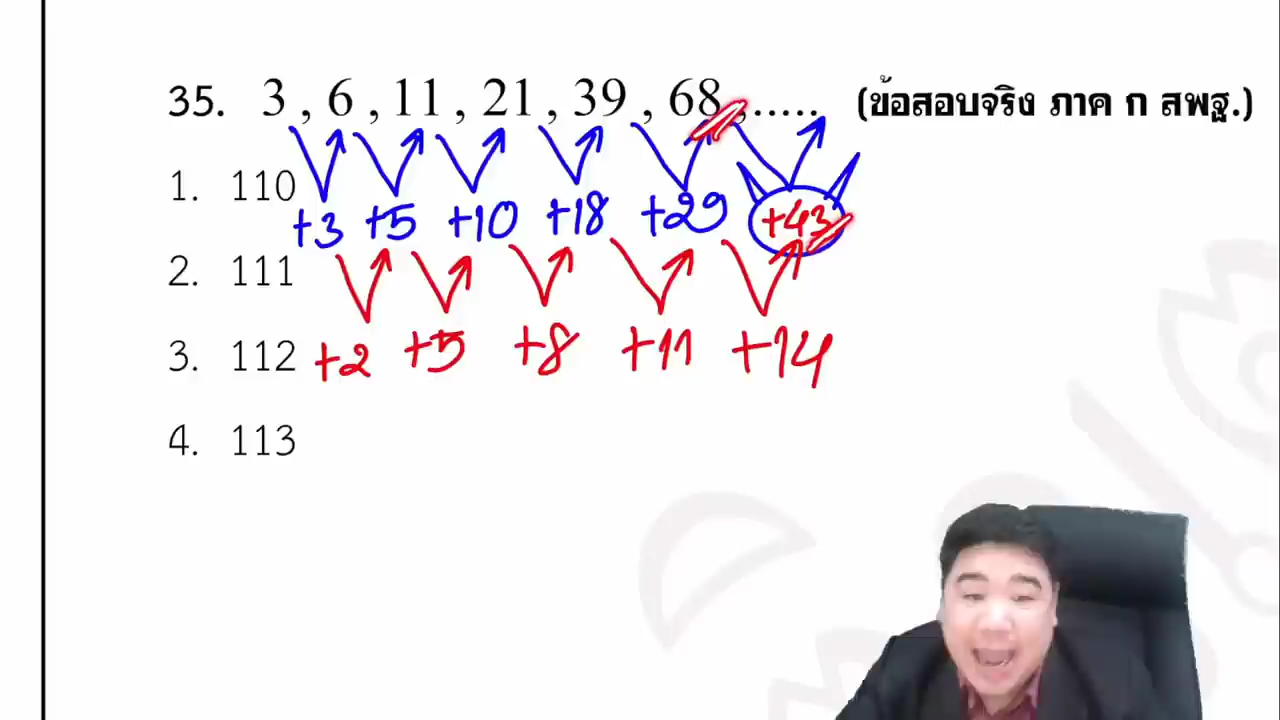 35. 3 , 6 , 11 , 21 , 39 , 68 , ..... (ข้อสอบจริง ภาค ก สพฐ.)
1. 110
+3 +5 +10 +18 +29 +43
2. 111
3. 112
+2 +5 +8 +11 +14
4. 113